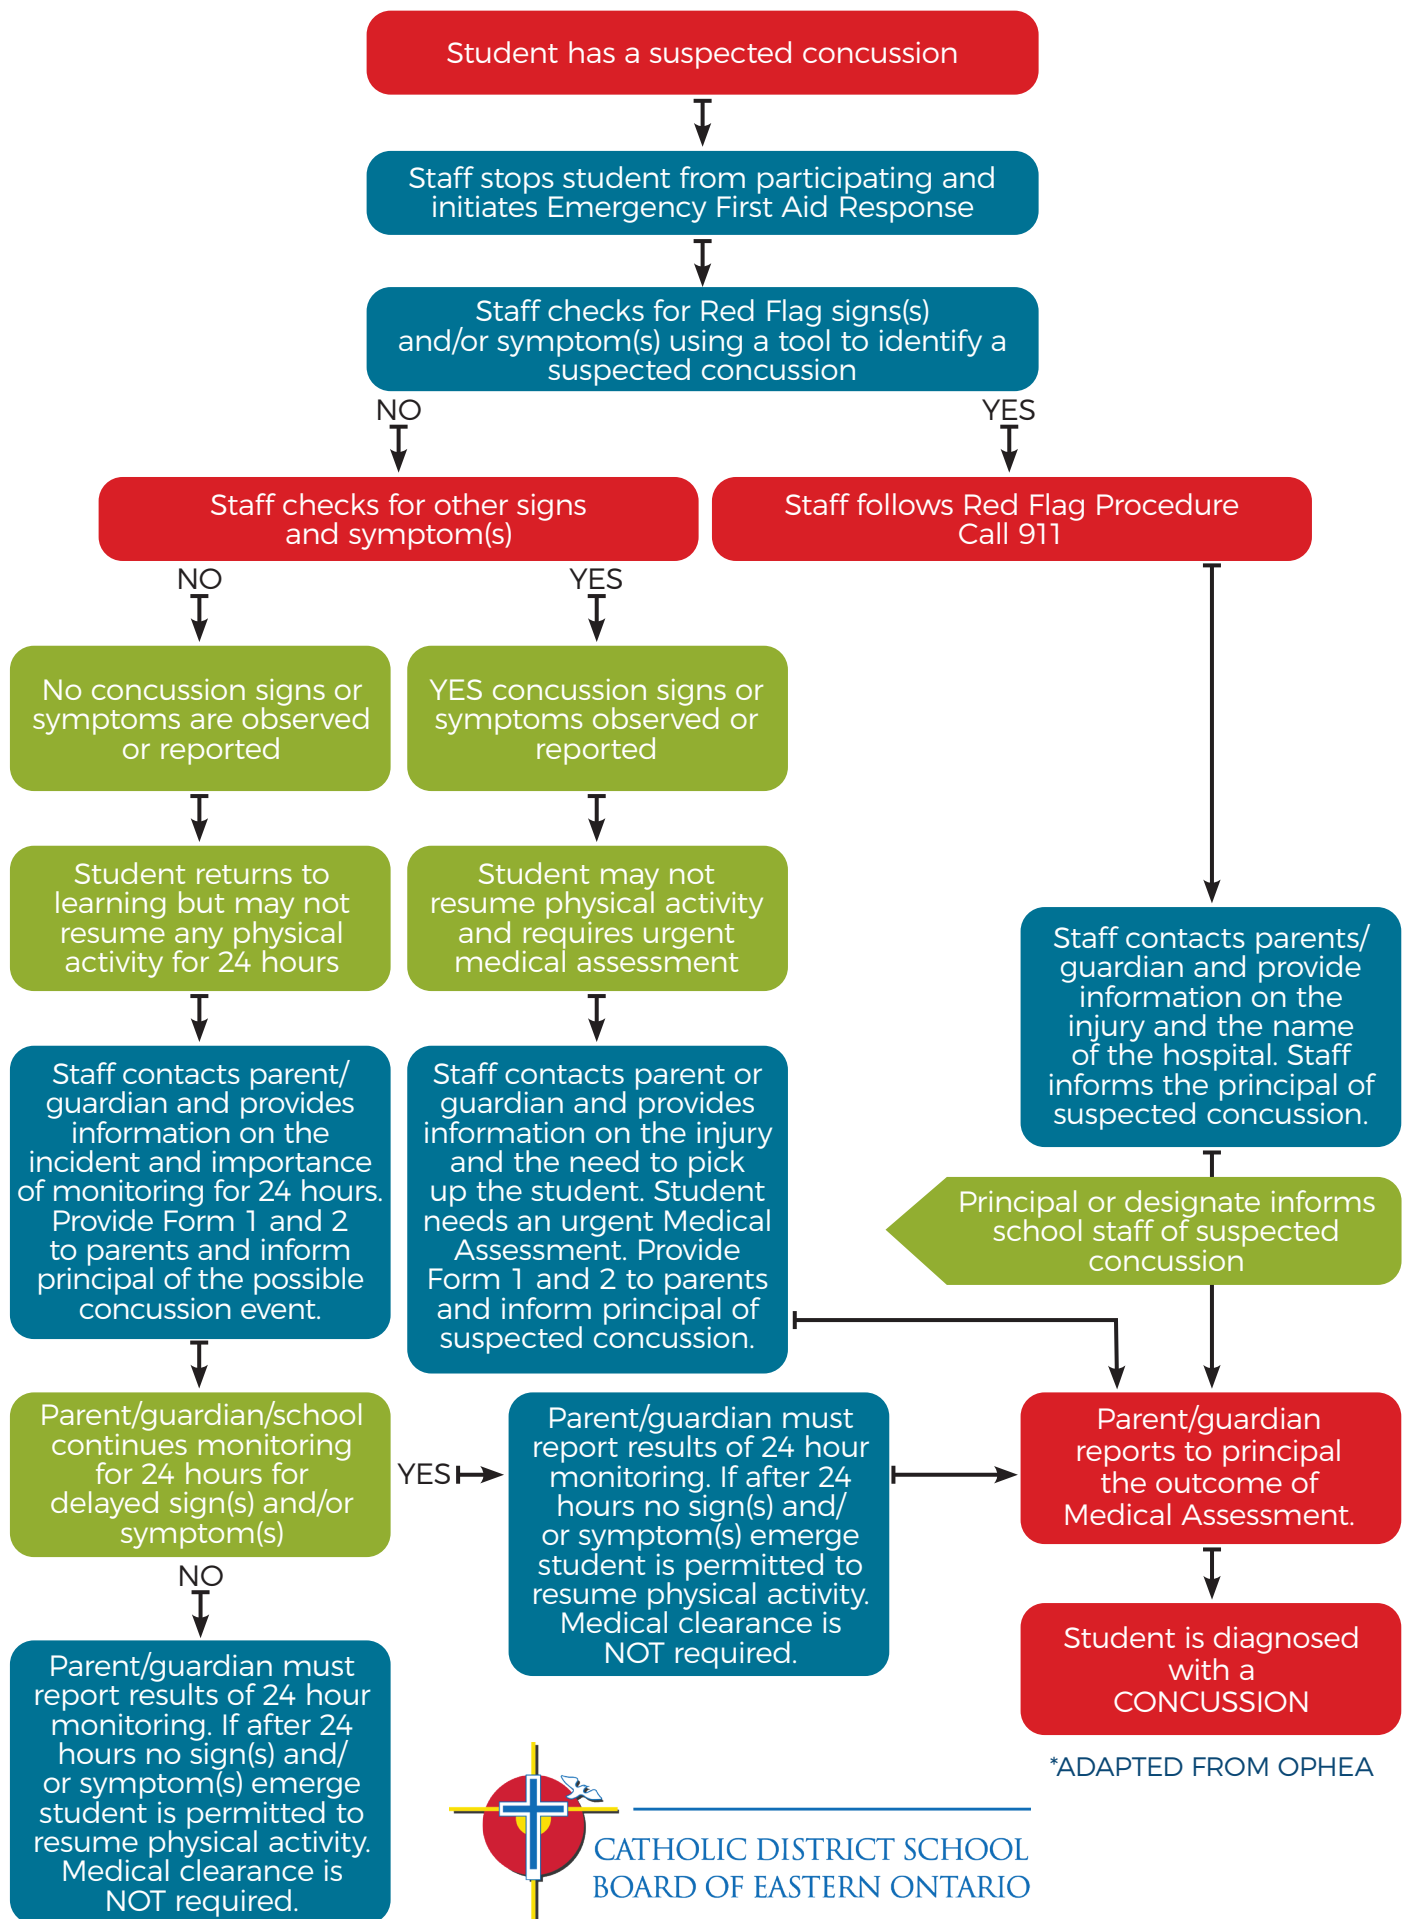 Student has a suspected concussion
Staff stops student from participating and
initiates Emergency First Aid Response
Staff checks for Red Flag signs(s)
and/or symptom(s) using a tool to identify a
suspected concussion
NO
YES
Staff checks for other signs
and symptom(s)
Staff follows Red Flag Procedure
Call 911
NO
YES
No concussion signs or
symptoms are observed
or reported
YES concussion signs or
symptoms observed or
reported
Student returns to
learning but may not
resume any physical
activity for 24 hours
Student may not
resume physical activity
and requires urgent
medical assessment
Staff contacts parents/
guardian and provide
information on the
injury and the name
of the hospital. Staff
informs the principal of
suspected concussion.
Staff contacts parent/
guardian and provides
information on the
incident and importance
of monitoring for 24 hours.
Provide Form 1 and 2
to parents and inform
principal of the possible
concussion event.
Staff contacts parent or
guardian and provides
information on the injury
and the need to pick
up the student. Student
needs an urgent Medical
Assessment. Provide
Form 1 and 2 to parents
and inform principal of
suspected concussion.
Principal or designate informs
school staff of suspected
concussion
Parent/guardian/school
continues monitoring
for 24 hours for
delayed sign(s) and/or
symptom(s)
YES
Parent/guardian must
report results of 24 hour
monitoring. If after 24
hours no sign(s) and/
or symptom(s) emerge
student is permitted to
resume physical activity.
Medical clearance is
NOT required.
Parent/guardian
reports to principal
the outcome of
Medical Assessment.
NO
Parent/guardian must
report results of 24 hour
monitoring. If after 24
hours no sign(s) and/
or symptom(s) emerge
student is permitted to
resume physical activity.
Medical clearance is
NOT required.
Student is diagnosed
with a
CONCUSSION
*ADAPTED FROM OPHEA
CATHOLIC DISTRICT SCHOOL
BOARD OF EASTERN ONTARIO